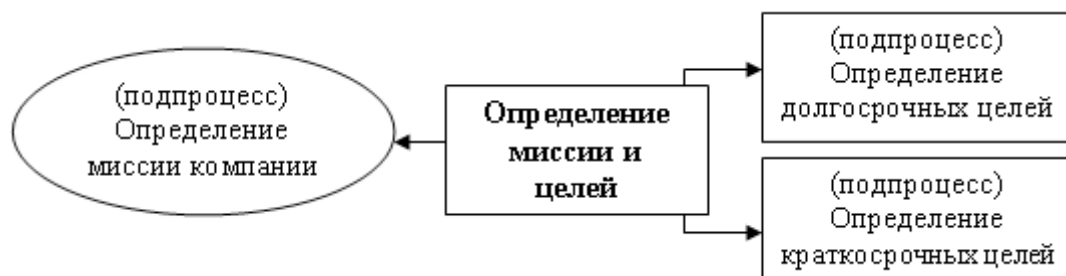 (подпроцесс)
Определение
миссии компании
Определение
миссии и
целей
(подпроцесс)
Определение
долгосрочных целей
(подпроцесс)
Определение
краткосрочных целей